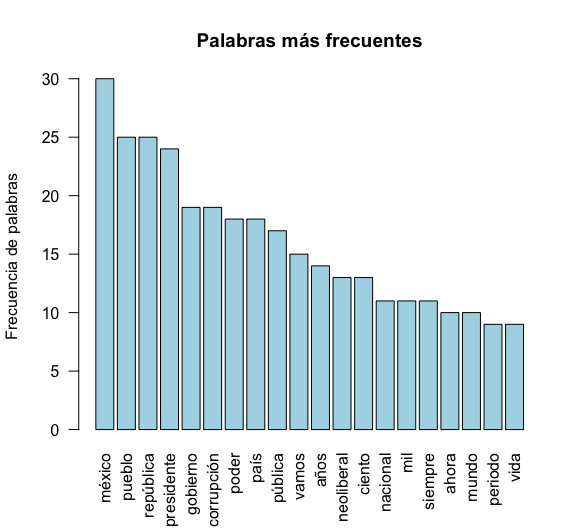 Palabras más frecuentes
Frecuencia de palabras
30
25
20
15
10
5
0
méxico
pueblo
república
presidente
gobierno
corrupción
poder
país
pública
vamos
años
neoliberal
ciento
nacional
mil
siempre
ahora
mundo
periodo
vida